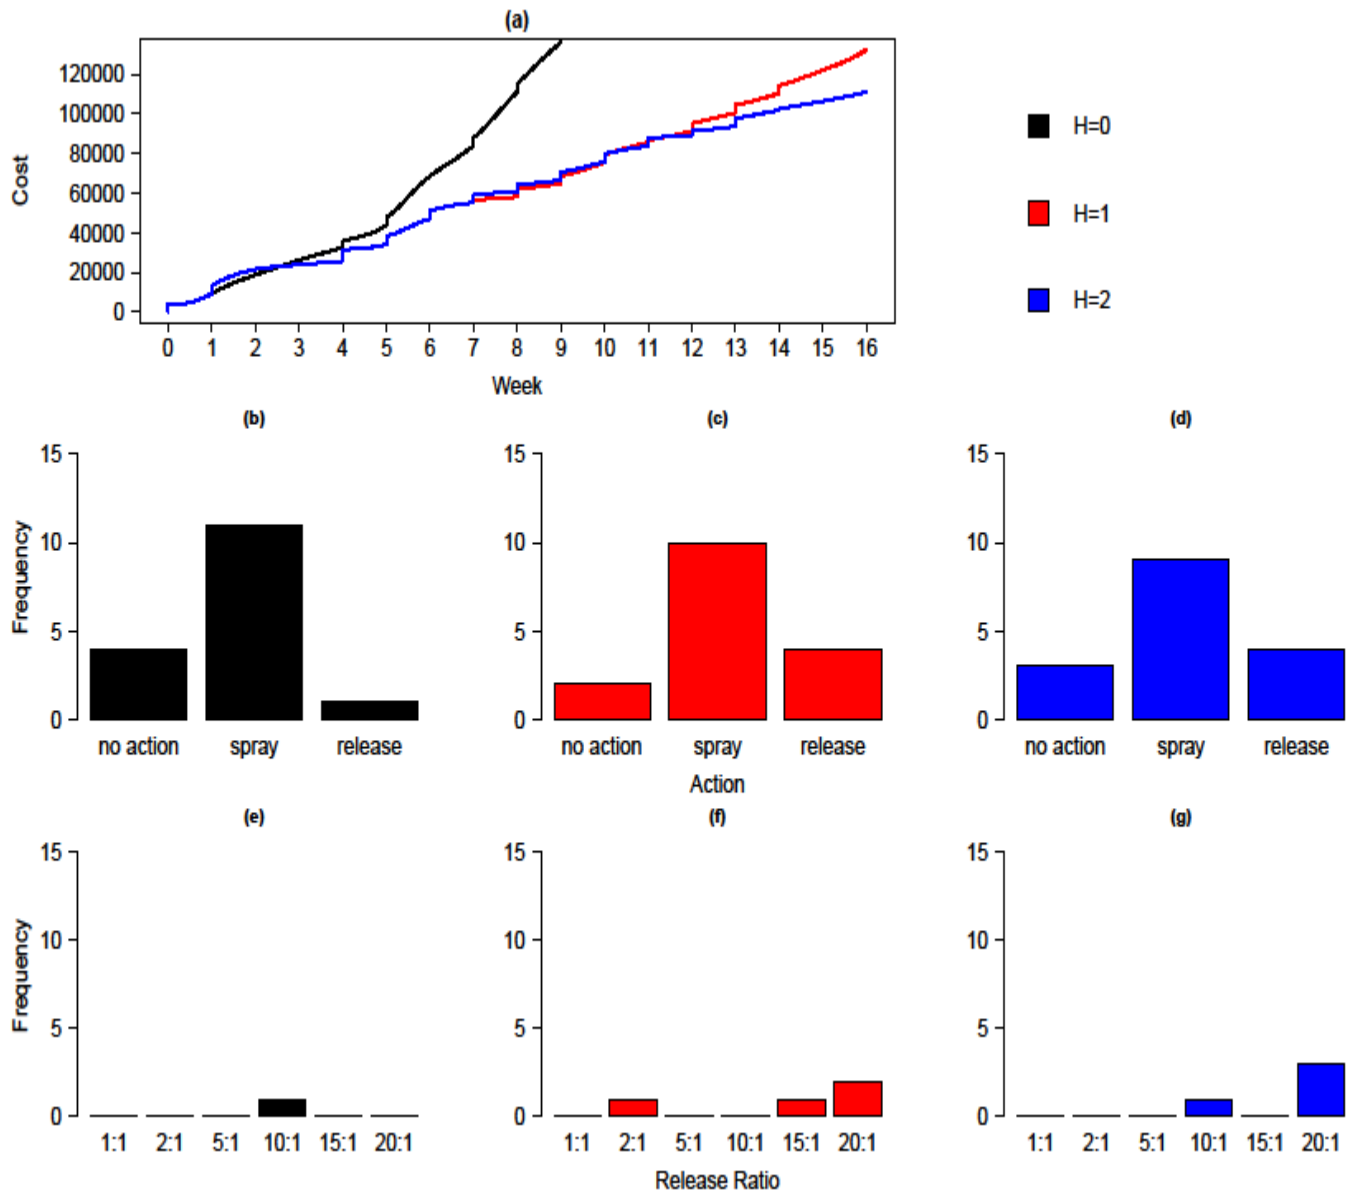 (a)
120000
100000
80000
60000
40000
20000
0
Cost
0 1 2 3 4 5 6 7 8 9 10 11 12 13 14 15 16
Week
H=0
H=1
H=2
(b) (c) (d)
15 15 15
10 10 10
5 5 5
0 0 0
Frequency
no action spray release no action spray release no action spray release
Action
(e) (f) (g)
15 15 15
10 10 10
5 5 5
0 0 0
Frequency
1:1 2:1 5:1 10:1 15:1 20:1 1:1 2:1 5:1 10:1 15:1 20:1 1:1 2:1 5:1 10:1 15:1 20:1
Release Ratio